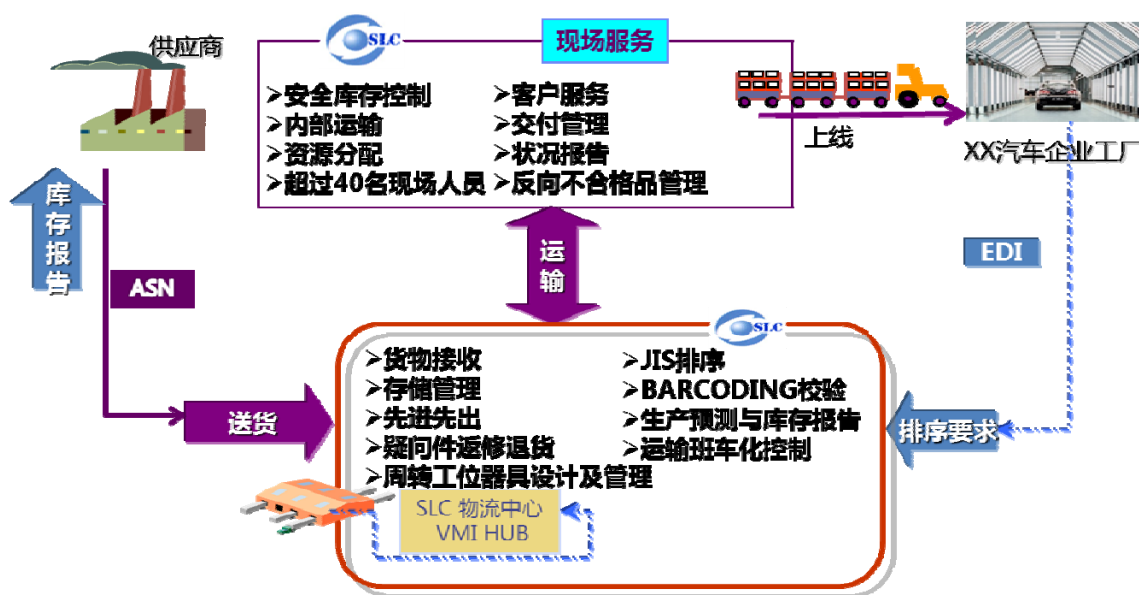 供应商
SLC
现场服务
➢安全库存控制
➢内部运输
➢资源分配
➢超过40名现场人员
➢客户服务
➢交付管理
➢状况报告
➢反向不合格品管理
上线
XX汽车企业工厂
库存报告
ASN
运输
EDI
SLC
送货
➢货物接收
➢存储管理
➢先进先出
➢疑问件返修退货
➢周转工位器具设计及管理
➢JIS排序
➢BARCODING校验
➢生产预测与库存报告
➢运输班车化控制
排序要求
SLC 物流中心
VMI HUB